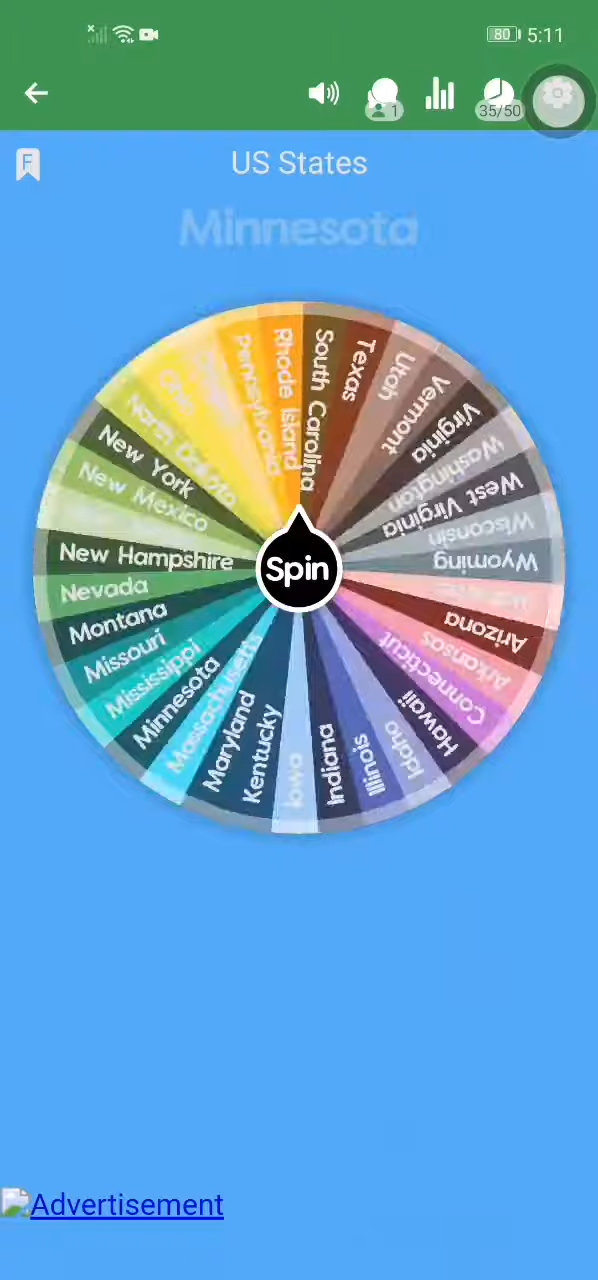 80 5:11
1
35/50
F
US States
Minnesota
South Carolina
Texas
Utah
Vermont
Virginia
Washington
West Virginia
Wisconsin
Wyoming
Arizona
Arkansas
Connecticut
Hawaii
Idaho
Illinois
Indiana
Iowa
Kentucky
Maryland
Massachusetts
Minnesota
Mississippi
Missouri
Montana
Nevada
New Hampshire
New Mexico
New York
North Dakota
Ohio
Pennsylvania
Rhode Island
Spin
Advertisement